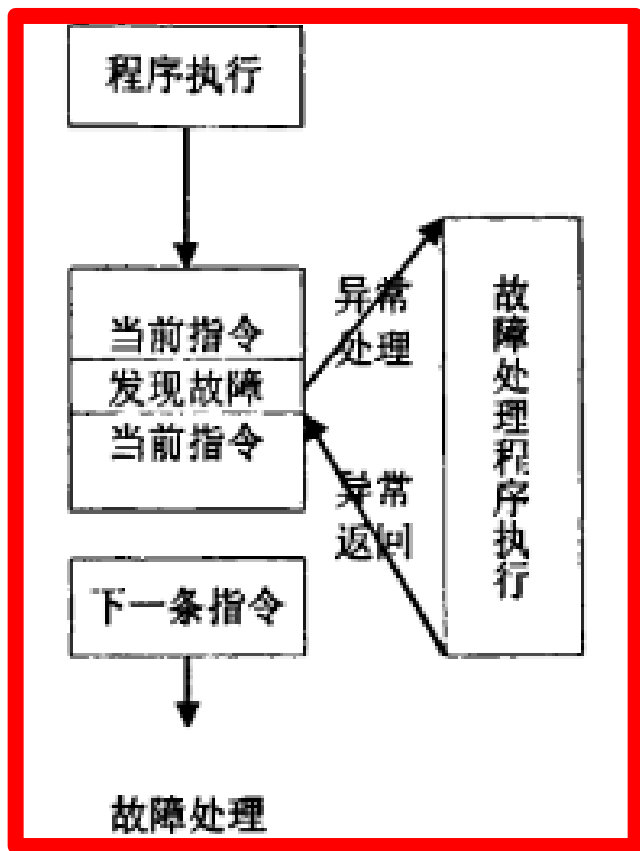 程序执行
当前指令
发现故障
当前指令
下一条指令
异常
处理
异常
返回
故障处理程序执行
故障处理